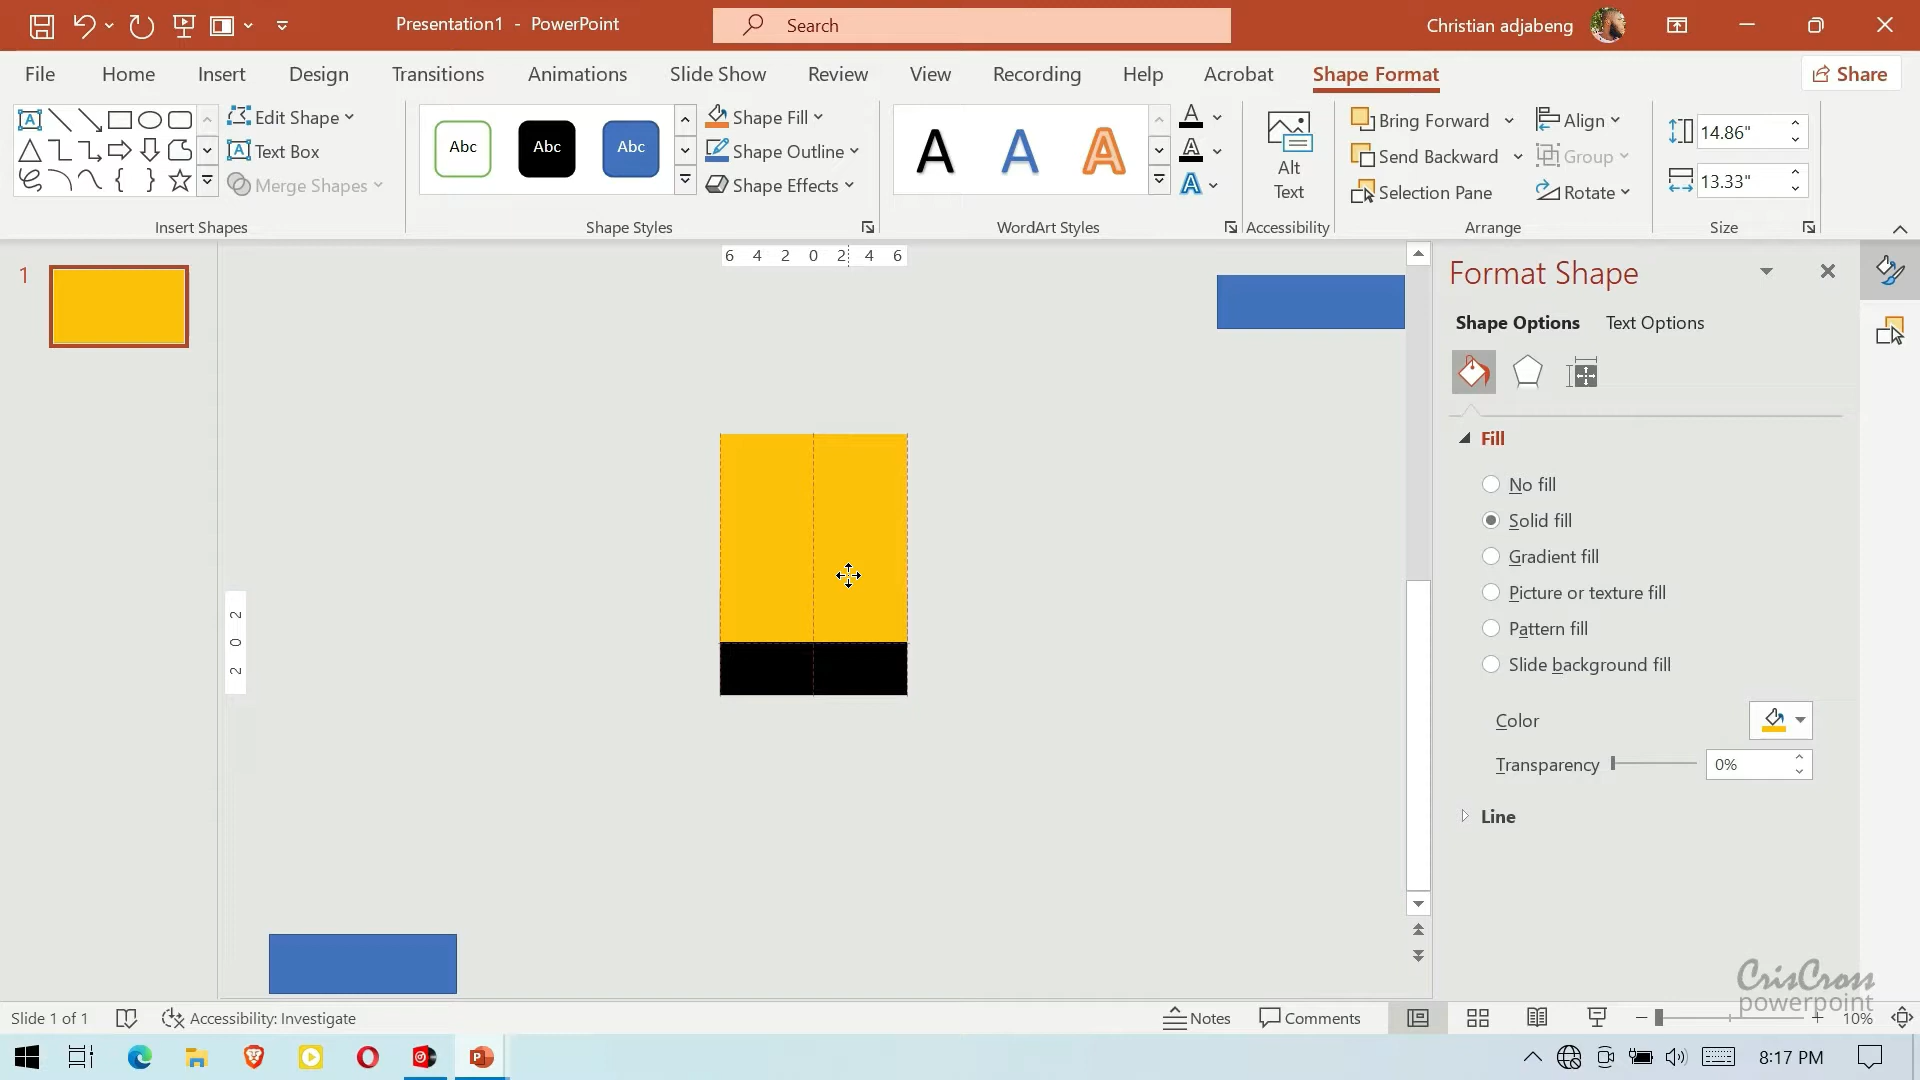 Presentation1 - PowerPoint
Search
Christian adjabeng
File Home Insert Design Transitions Animations Slide Show Review View Recording Help Acrobat Shape Format
Share
Edit Shape
Text Box
Merge Shapes
Insert Shapes
Abc Abc Abc
Shape Fill
Shape Outline
Shape Effects
Shape Styles
A A A
WordArt Styles
Alt
Text
Accessibility
Bring Forward
Send Backward
Selection Pane
Align
Group
Rotate
Arrange
14.86"
13.33"
Size
1
6 4 2 0 2 4 6
2
0
2
Format Shape
Shape Options Text Options
Fill
No fill
Solid fill
Gradient fill
Picture or texture fill
Pattern fill
Slide background fill
Color
Transparency 0%
Line
CrisCross
powerpoint
Slide 1 of 1
Accessibility: Investigate
Notes
Comments
10%
8:17 PM